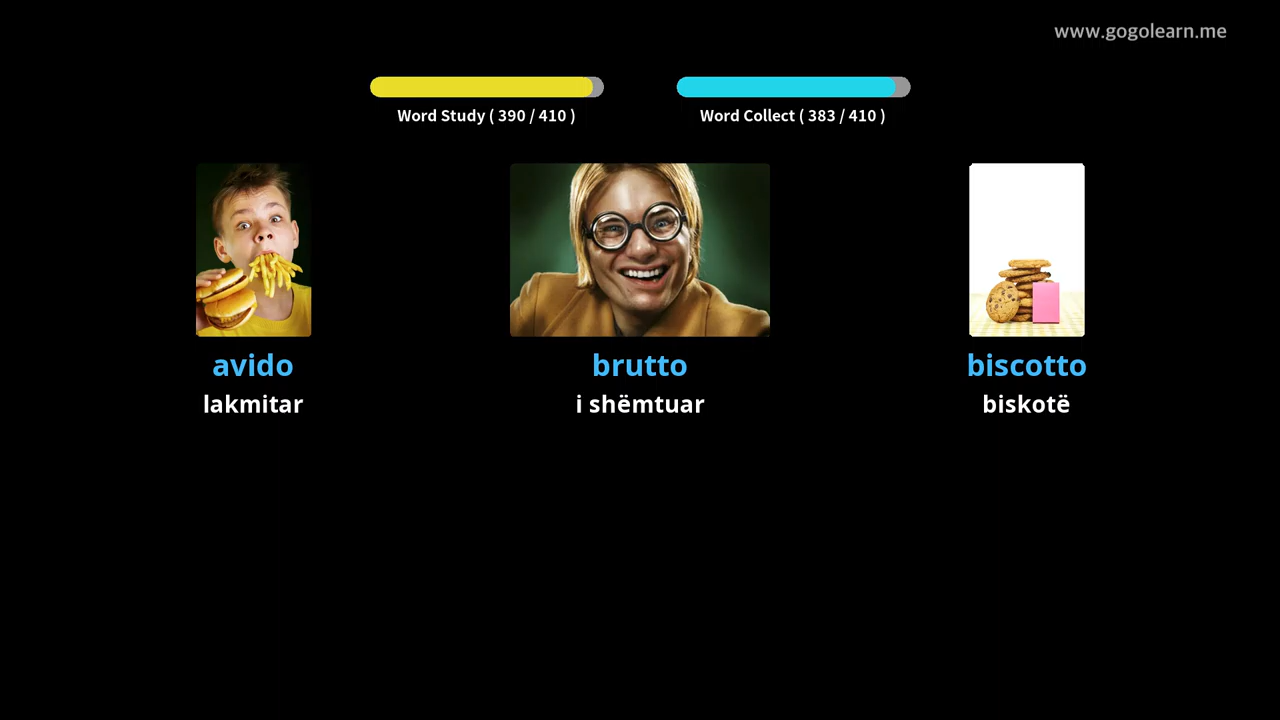 www.gogolearn.me
Word Study ( 390 / 410 )
Word Collect ( 383 / 410 )
avido
brutto
biscotto
lakmitar
i shëmtuar
biskotë